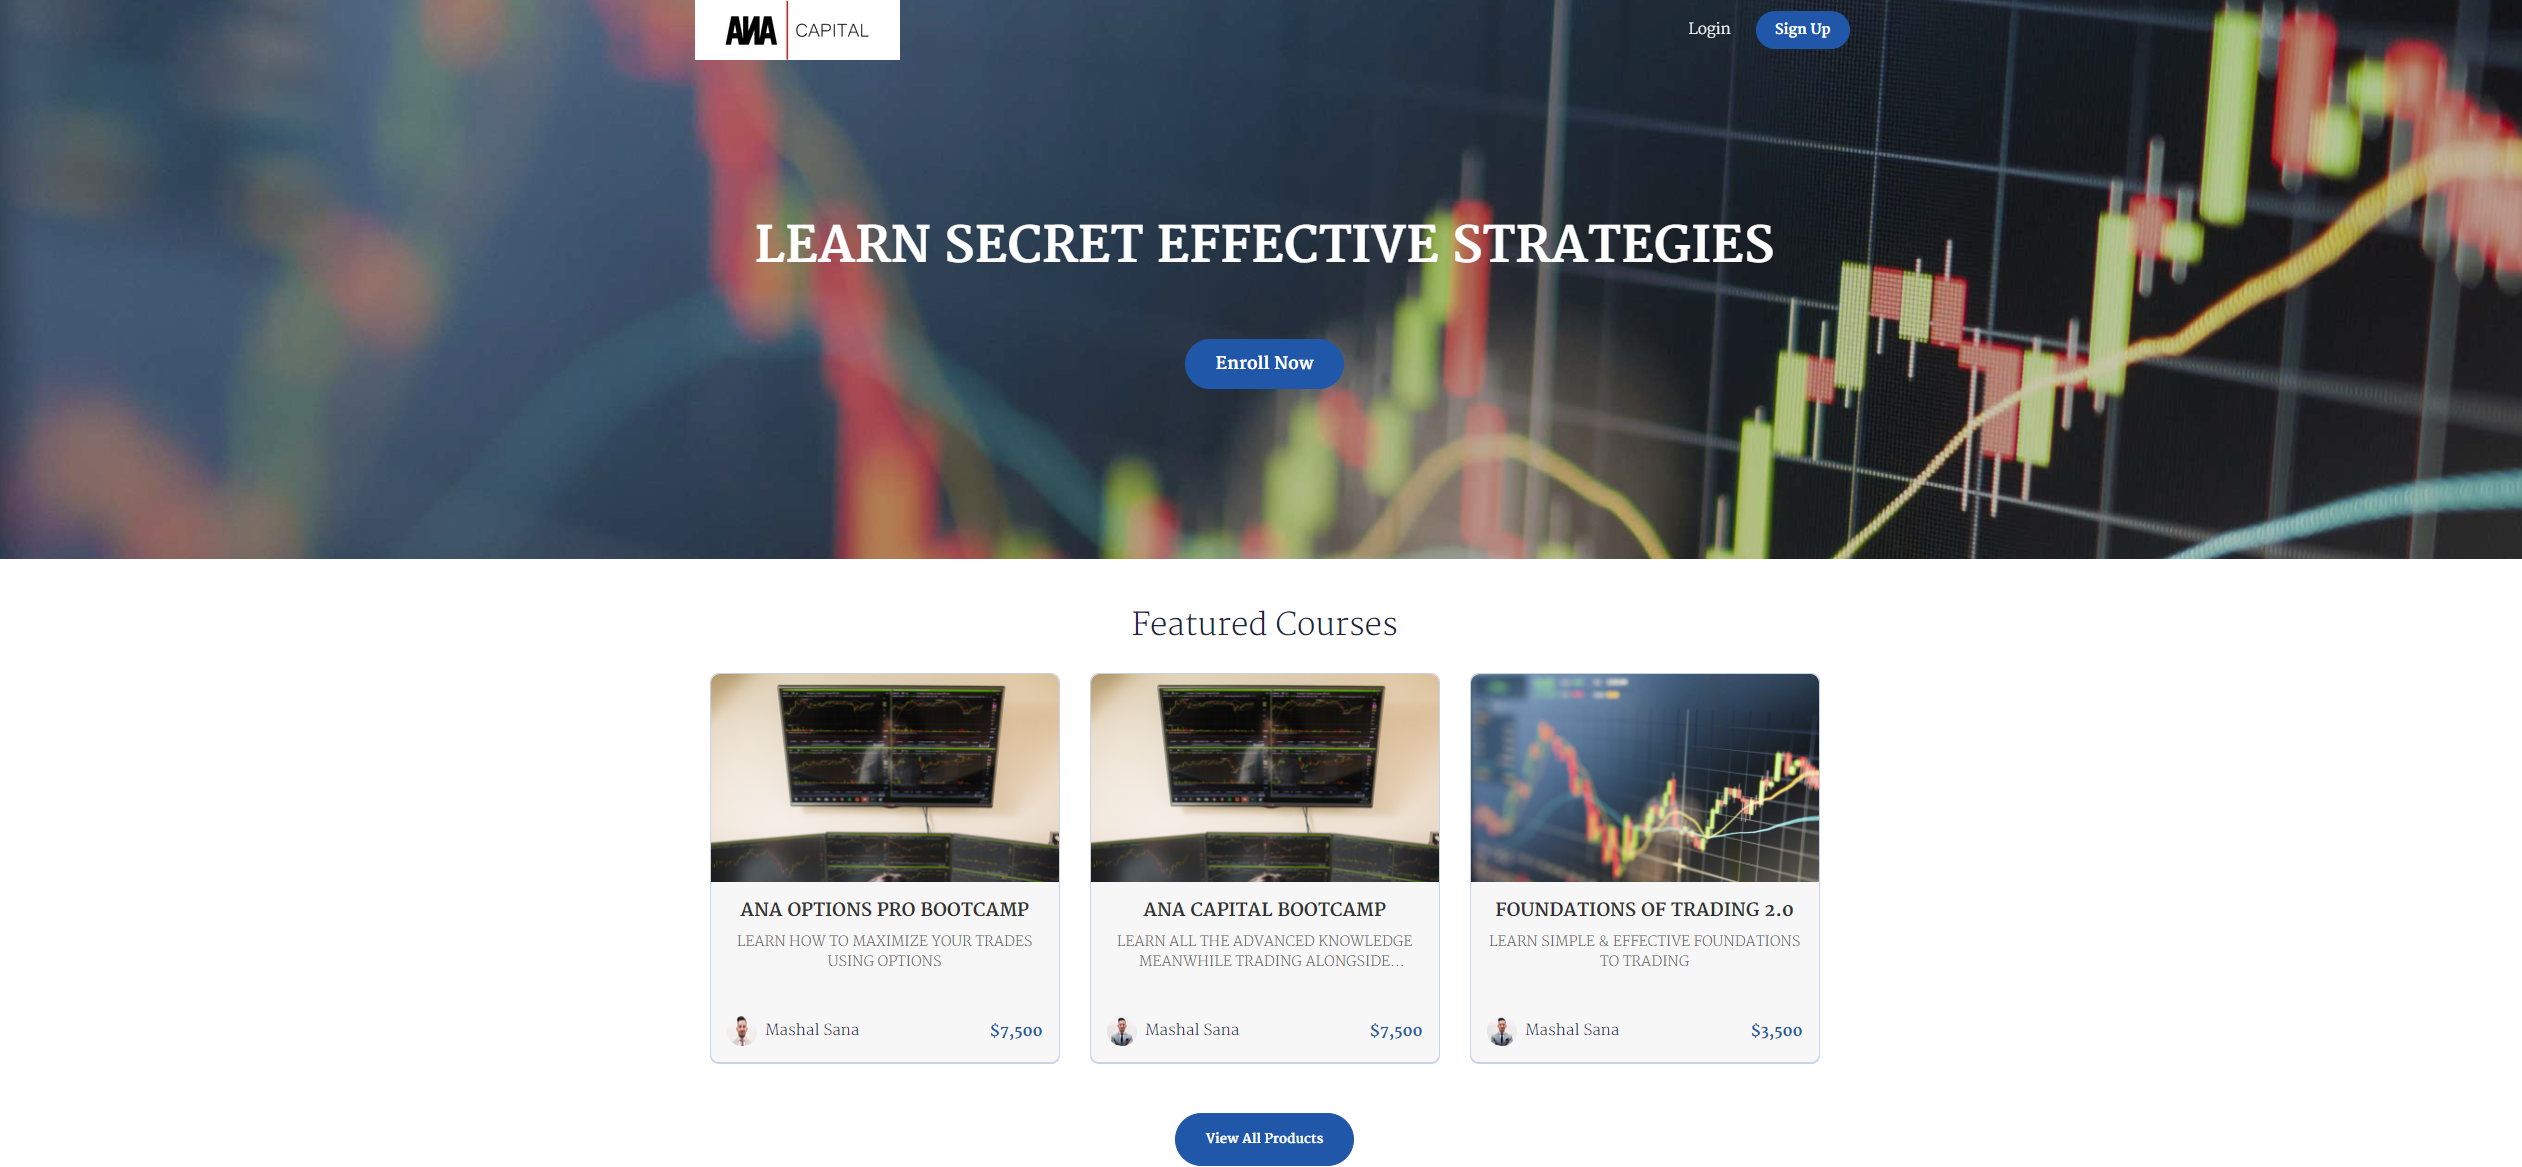 ANA CAPITAL
Login
Sign Up
LEARN SECRET EFFECTIVE STRATEGIES
Enroll Now
Featured Courses
ANA OPTIONS PRO BOOTCAMP
LEARN HOW TO MAXIMIZE YOUR TRADES
USING OPTIONS
Mashal Sana
$7,500
ANA CAPITAL BOOTCAMP
LEARN ALL THE ADVANCED KNOWLEDGE
MEANWHILE TRADING ALONGSIDE...
Mashal Sana
$7,500
FOUNDATIONS OF TRADING 2.0
LEARN SIMPLE & EFFECTIVE FOUNDATIONS
TO TRADING
Mashal Sana
$3,500
View All Products